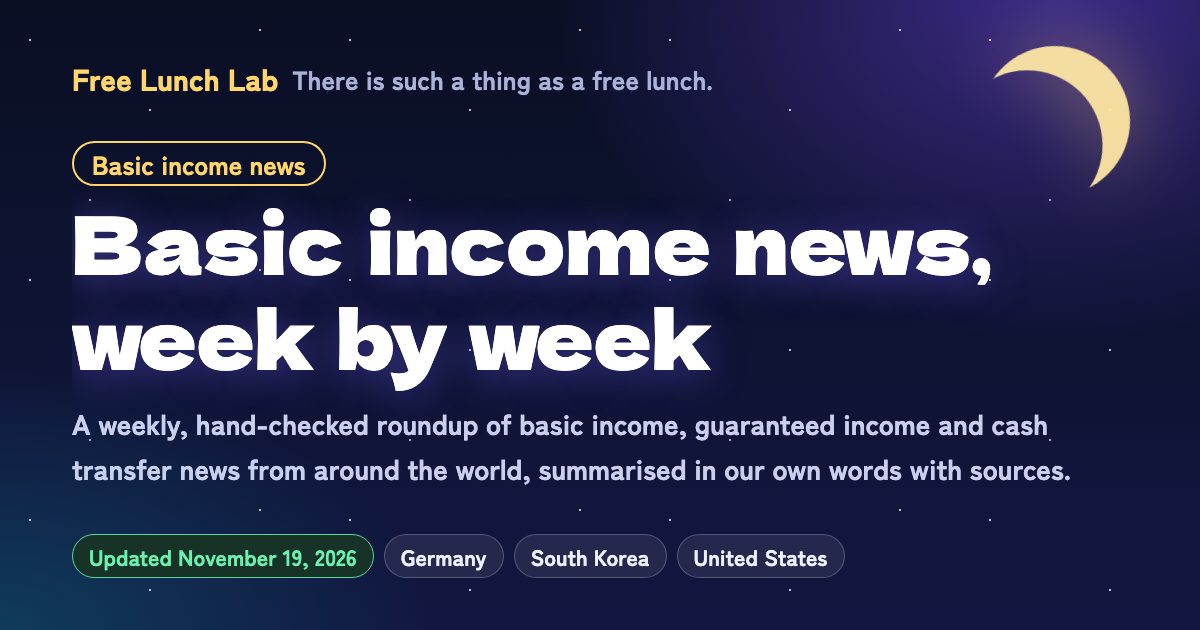 Free Lunch Lab There is such a thing as a free lunch.
Basic income news
Basic income news,
week by week
A weekly, hand-checked roundup of basic income, guaranteed income and cash
transfer news from around the world, summarised in our own words with sources.
Updated November 19, 2026 Germany South Korea United States